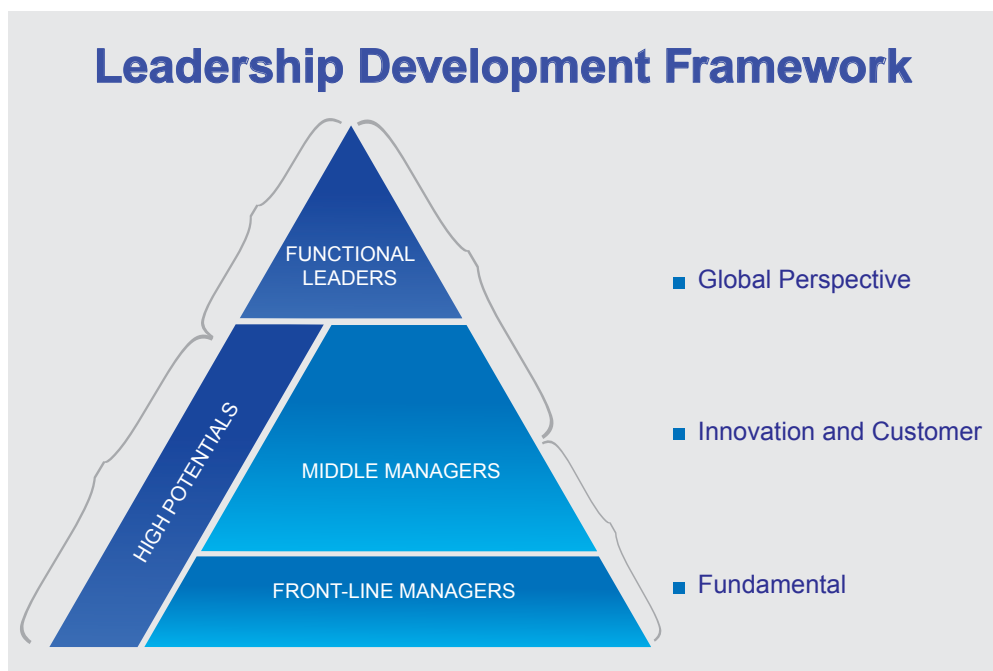 Leadership Development Framework
FUNCTIONAL
LEADERS
Global Perspective
HIGH POTENTIALS
MIDDLE MANAGERS
Innovation and Customer
FRONT-LINE MANAGERS
Fundamental